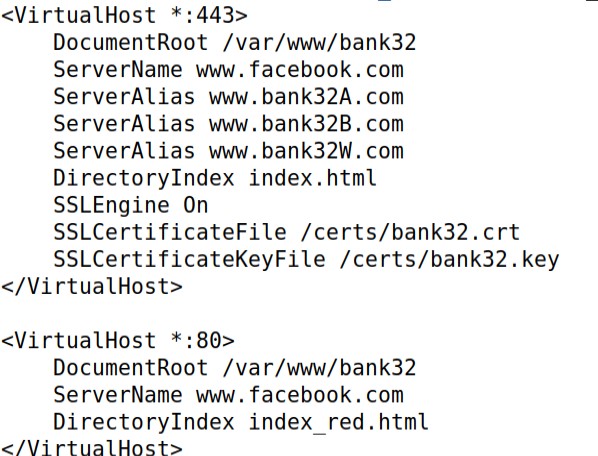 <VirtualHost *:443>
    DocumentRoot /var/www/bank32
    ServerName www.facebook.com
    ServerAlias www.bank32A.com
    ServerAlias www.bank32B.com
    ServerAlias www.bank32W.com
    DirectoryIndex index.html
    SSLEngine On
    SSLCertificateFile /certs/bank32.crt
    SSLCertificateKeyFile /certs/bank32.key
</VirtualHost>

<VirtualHost *:80>
    DocumentRoot /var/www/bank32
    ServerName www.facebook.com
    DirectoryIndex index_red.html
</VirtualHost>